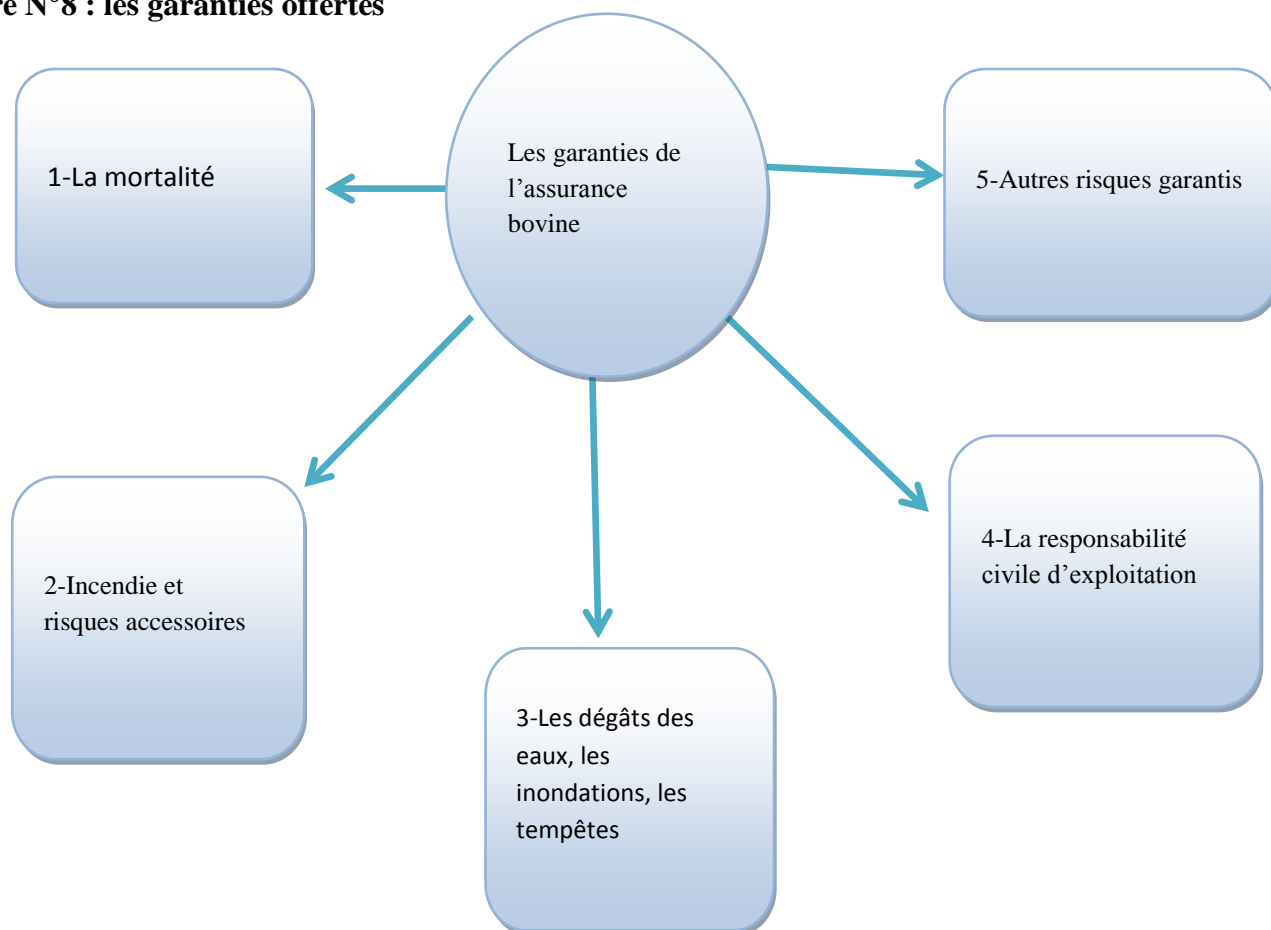 re N°8 : les garanties offertes
Les garanties de
l’assurance
bovine
1-La mortalité
2-Incendie et
risques accessoires
3-Les dégâts des
eaux, les
inondations, les
tempêtes
4-La responsabilité
civile d’exploitation
5-Autres risques garantis